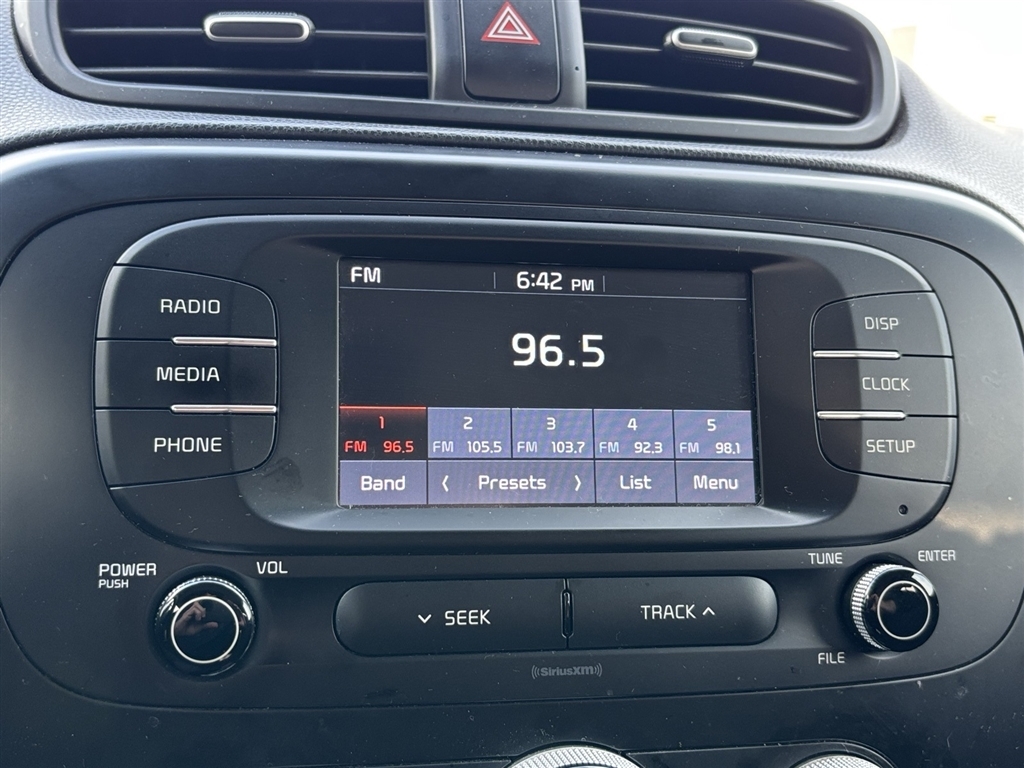 FM 6:42 PM
96.5
1 2 3 4 5
FM 96.5 FM 105.5 FM 103.7 FM 92.3 FM 98.1
Band < Presets > List Menu
RADIO
MEDIA
PHONE
DISP
CLOCK
SETUP
POWER
PUSH
VOL
SEEK
TRACK
TUNE
ENTER
FILE
((SiriusXM))